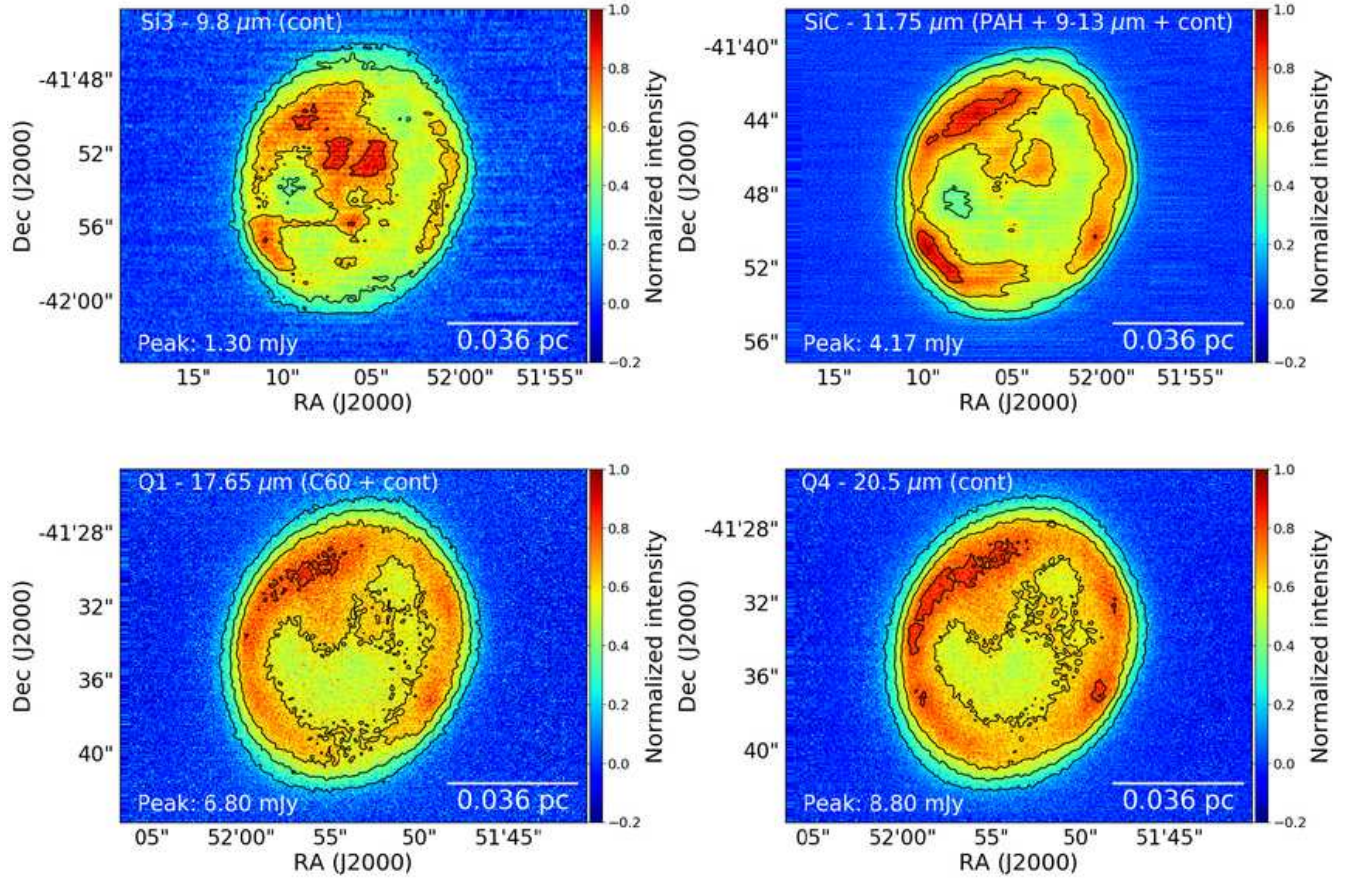 Si3 - 9.8 μm (cont)
Peak: 1.30 mJy
0.036 pc
-41'48"
52"
56"
-42'00"
Dec (J2000)
15" 10" 05" 52'00" 51'55"
RA (J2000)
1.0
0.8
0.6
0.4
0.2
0.0
−0.2
Normalized intensity
SiC - 11.75 μm (PAH + 9-13 μm + cont)
Peak: 4.17 mJy
0.036 pc
-41'40"
44"
48"
52"
56"
Dec (J2000)
15" 10" 05" 52'00" 51'55"
RA (J2000)
1.0
0.8
0.6
0.4
0.2
0.0
−0.2
Normalized intensity
Q1 - 17.65 μm (C60 + cont)
Peak: 6.80 mJy
0.036 pc
-41'28"
32"
36"
40"
Dec (J2000)
05" 52'00" 55" 50" 51'45"
RA (J2000)
1.0
0.8
0.6
0.4
0.2
0.0
−0.2
Normalized intensity
Q4 - 20.5 μm (cont)
Peak: 8.80 mJy
0.036 pc
-41'28"
32"
36"
40"
Dec (J2000)
05" 52'00" 55" 50" 51'45"
RA (J2000)
1.0
0.8
0.6
0.4
0.2
0.0
−0.2
Normalized intensity